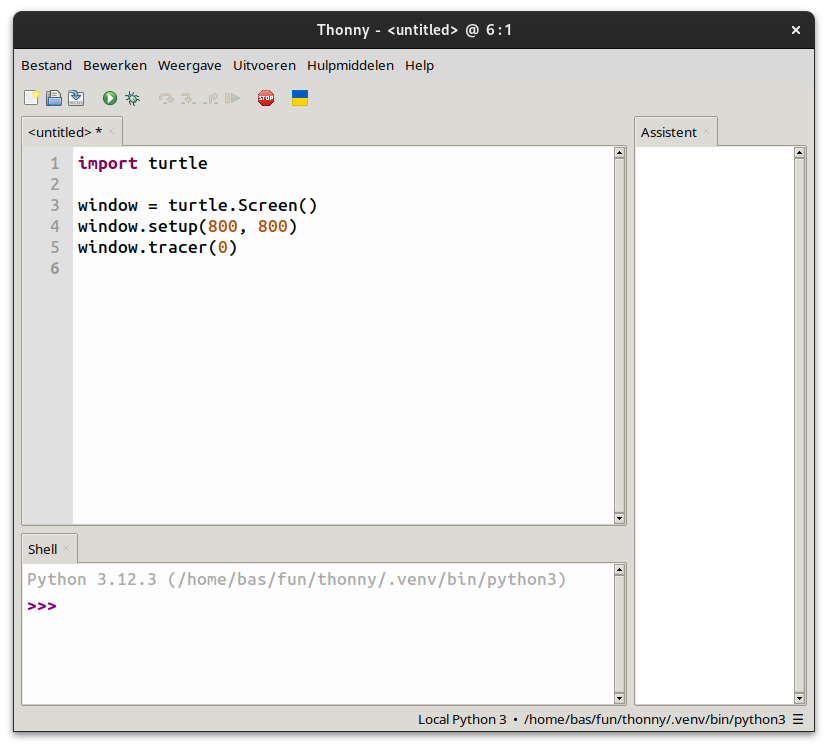 Thonny - <untitled> @ 6:1
Bestand Bewerken Weergave Uitvoeren Hulpmiddelen Help
STOP
<untitled> *
1 import turtle
2
3 window = turtle.Screen()
4 window.setup(800, 800)
5 window.tracer(0)
6
Assistent
Shell
Python 3.12.3 (/home/bas/fun/thonny/.venv/bin/python3)
>>>
Local Python 3 • /home/bas/fun/thonny/.venv/bin/python3 ☰